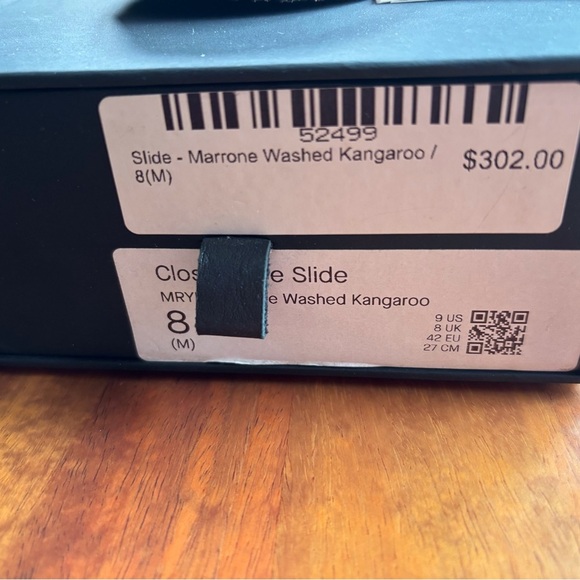 52499
Slide - Marrone Washed Kangaroo /
8(M)
$302.00
Clos e Slide
MRY e Washed Kangaroo
8
(M)
9 US
8 UK
42 EU
27 CM